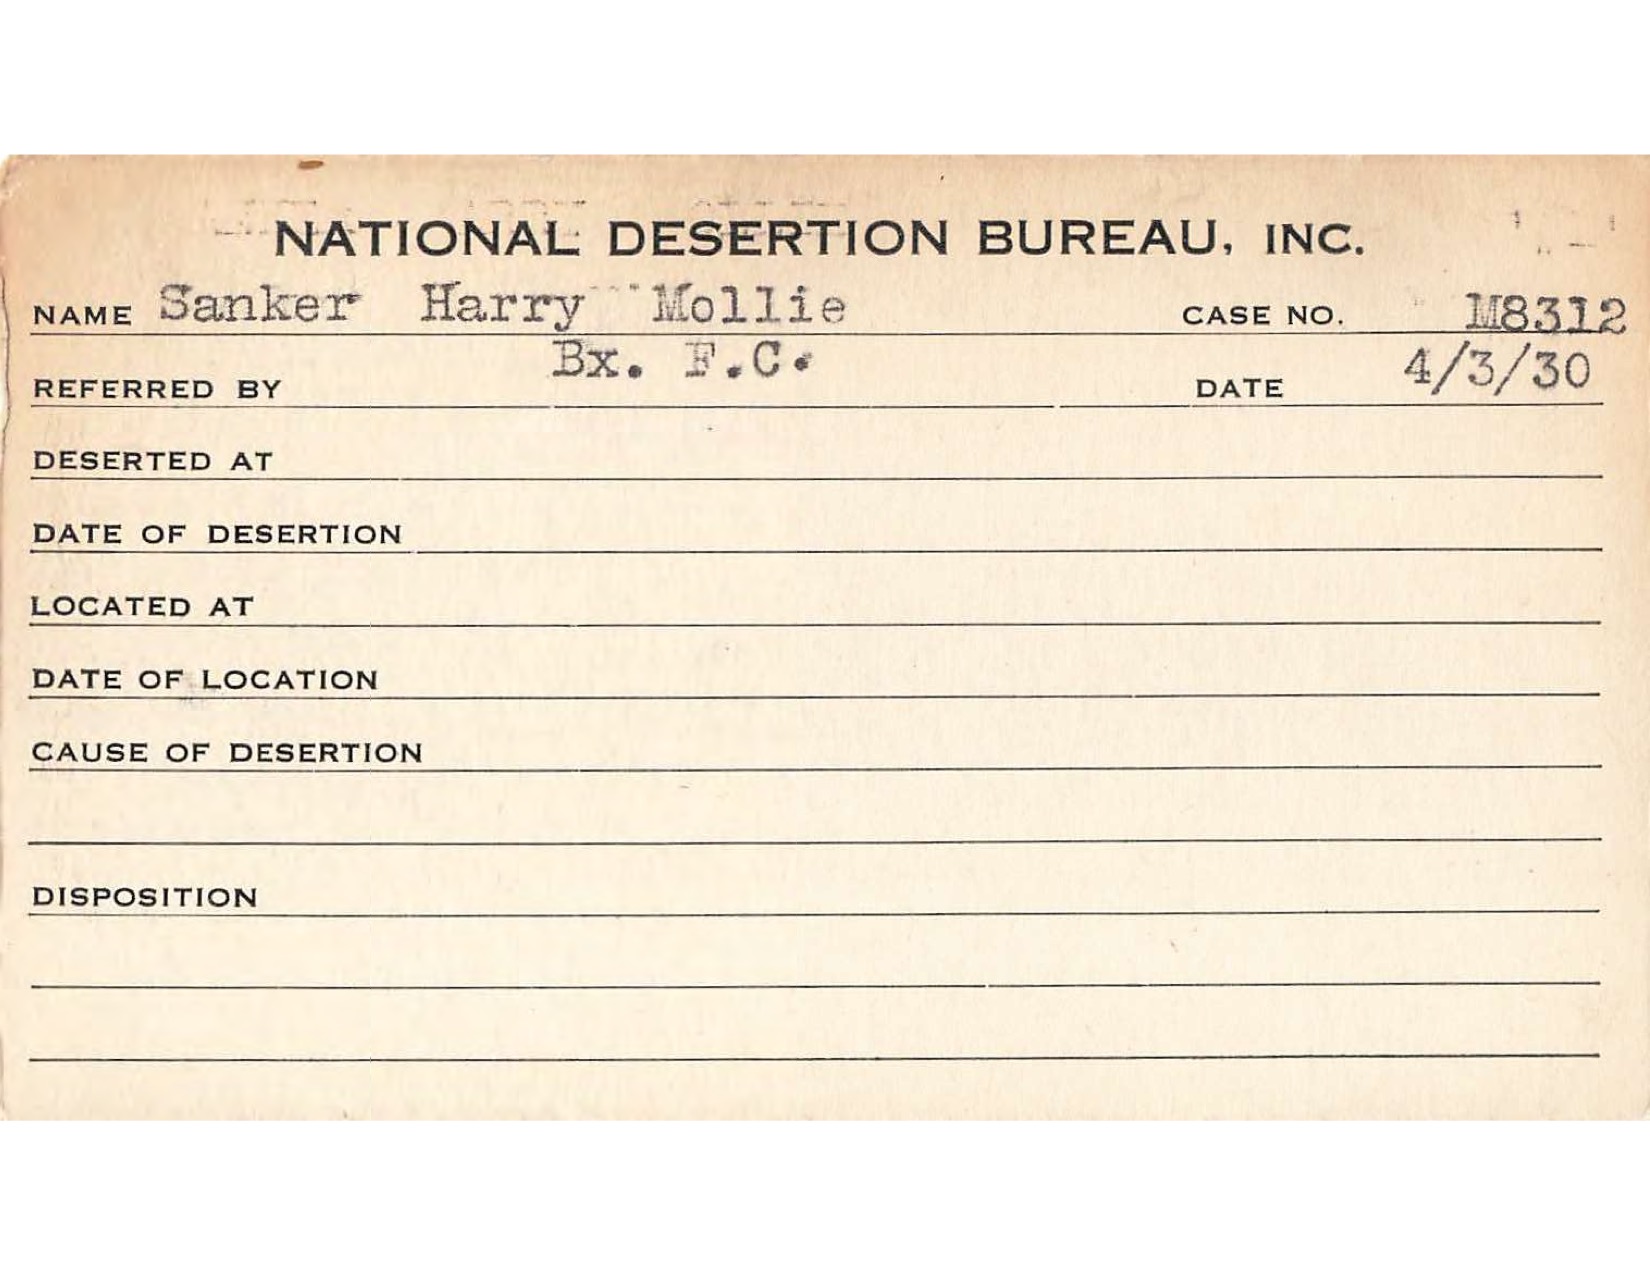 NATIONAL DESERTION BUREAU, INC.
NAME Sanker Harry Mollie CASE NO. M8312
REFERRED BY Bx. F.C. DATE 4/3/30
DESERTED AT
DATE OF DESERTION
LOCATED AT
DATE OF LOCATION
CAUSE OF DESERTION
DISPOSITION